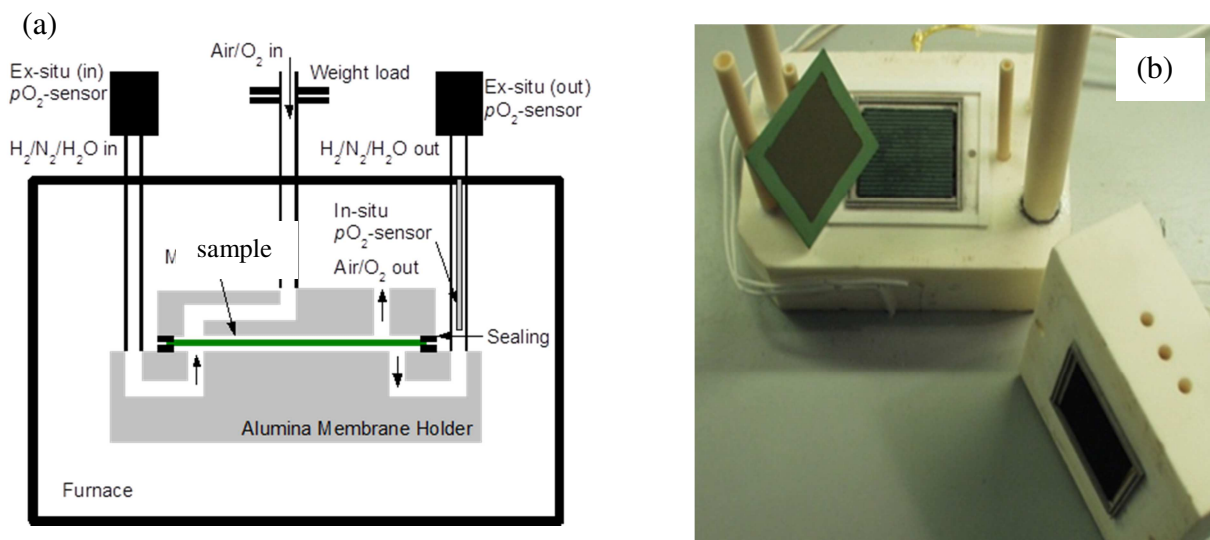 (a)
Air/O₂ in
Ex-situ (in)
pO₂-sensor
Weight load
Ex-situ (out)
pO₂-sensor
H₂/N₂/H₂O in
H₂/N₂/H₂O out
In-situ
pO₂-sensor
M sample
Air/O₂ out
Sealing
Alumina Membrane Holder
Furnace
(b)